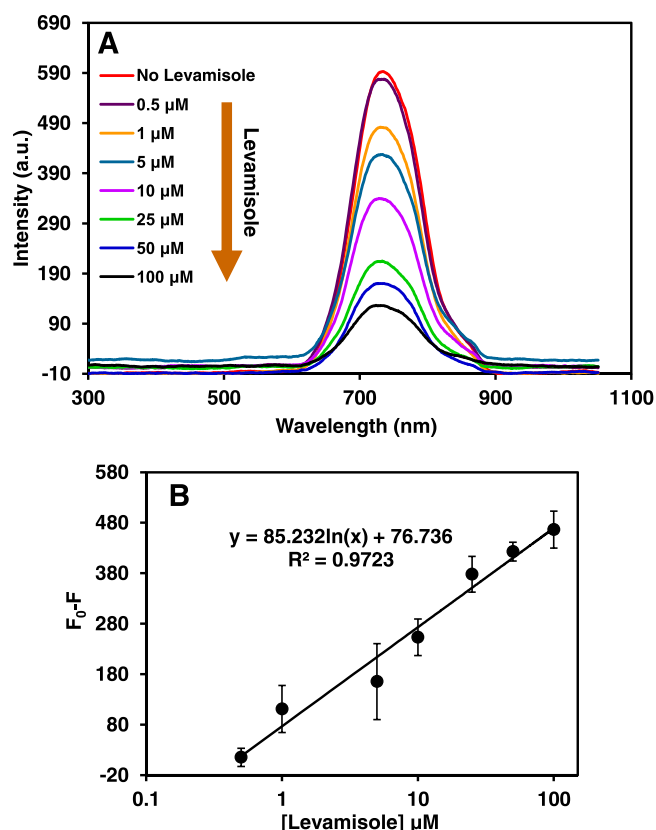 A
690
590
490
390
290
190
90
-10
Intensity (a.u.)
No Levamisole
0.5 µM
1 µM
5 µM
10 µM
25 µM
50 µM
100 µM
Levamisole
300
500
700
900
1100
Wavelength (nm)
B
580
480
380
280
180
80
-20
F₀-F
y = 85.232ln(x) + 76.736
R² = 0.9723
0.1
1
10
100
[Levamisole] µM